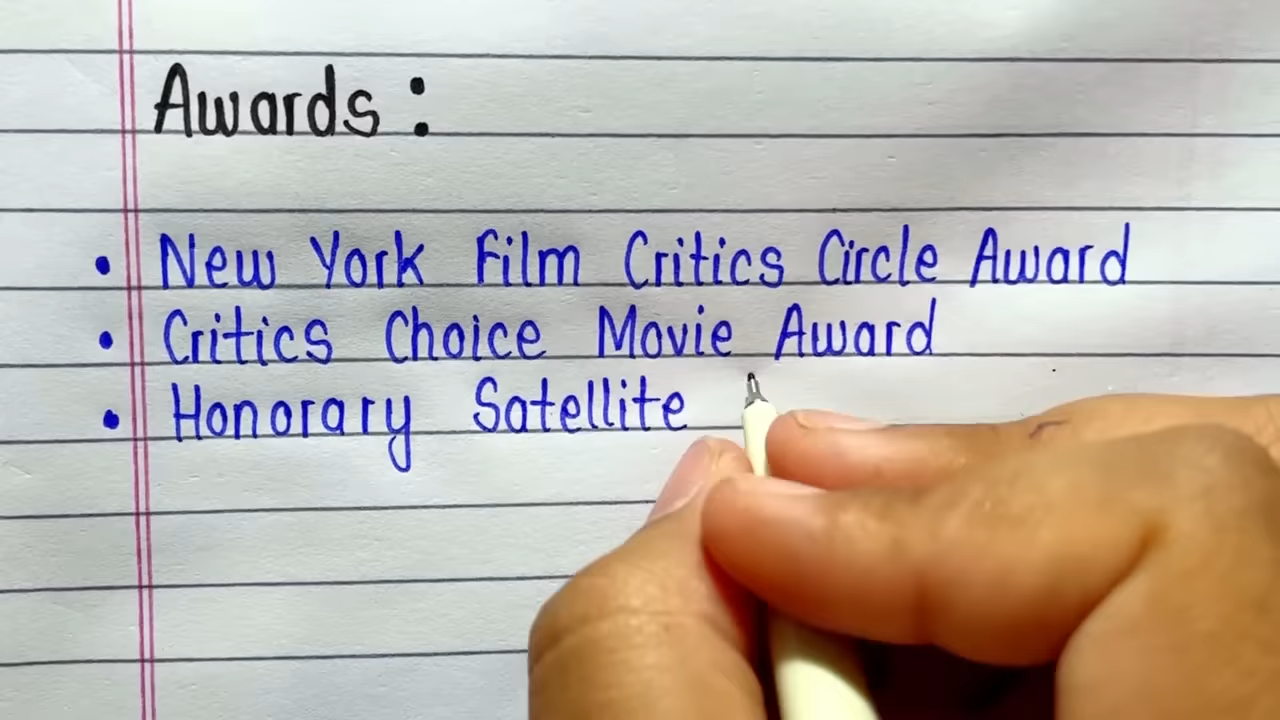 Awards :
• New York Film Critics Circle Award
• Critics Choice Movie Award
• Honorary Satellite